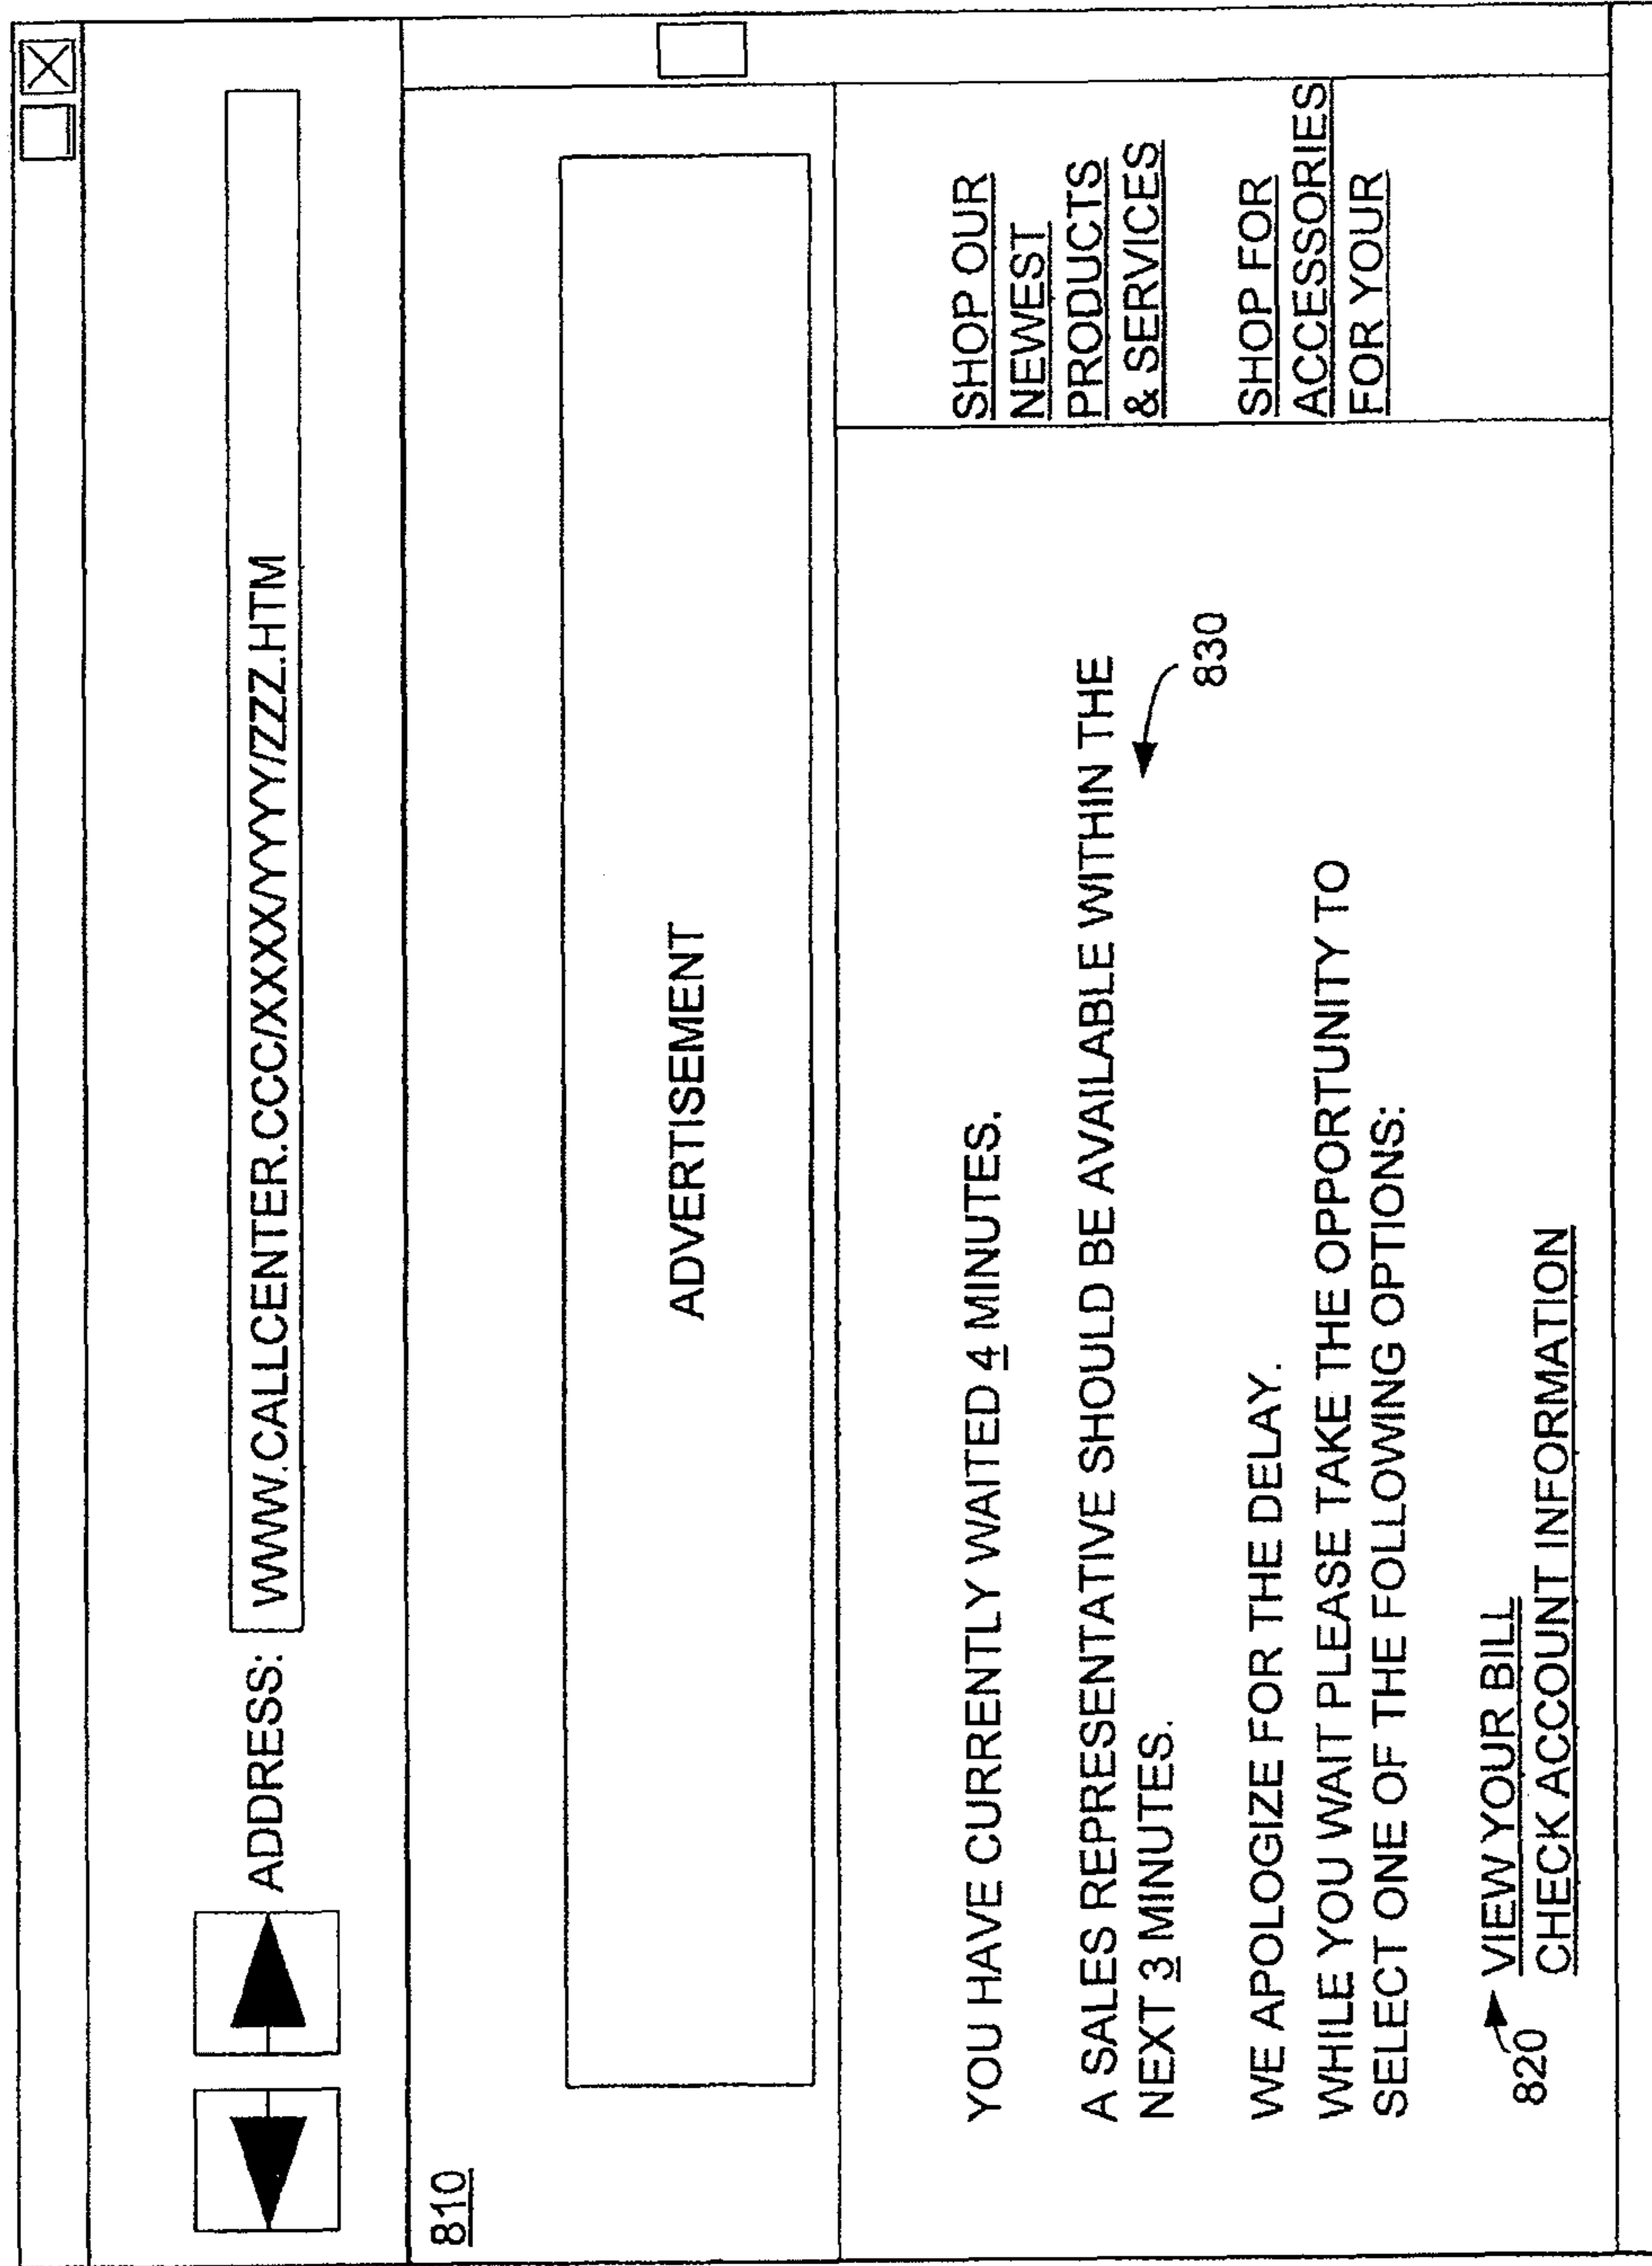 ADDRESS: WWW.CALLCENTER.CCC/XXXX/YYYY/ZZZ.HTM
810
ADVERTISEMENT
YOU HAVE CURRENTLY WAITED 4 MINUTES.
A SALES REPRESENTATIVE SHOULD BE AVAILABLE WITHIN THE
NEXT 3 MINUTES.
830
WE APOLOGIZE FOR THE DELAY.
WHILE YOU WAIT PLEASE TAKE THE OPPORTUNITY TO
SELECT ONE OF THE FOLLOWING OPTIONS:
820
VIEW YOUR BILL
CHECK ACCOUNT INFORMATION
SHOP OUR
NEWEST
PRODUCTS
& SERVICES
SHOP FOR
ACCESSORIES
FOR YOUR